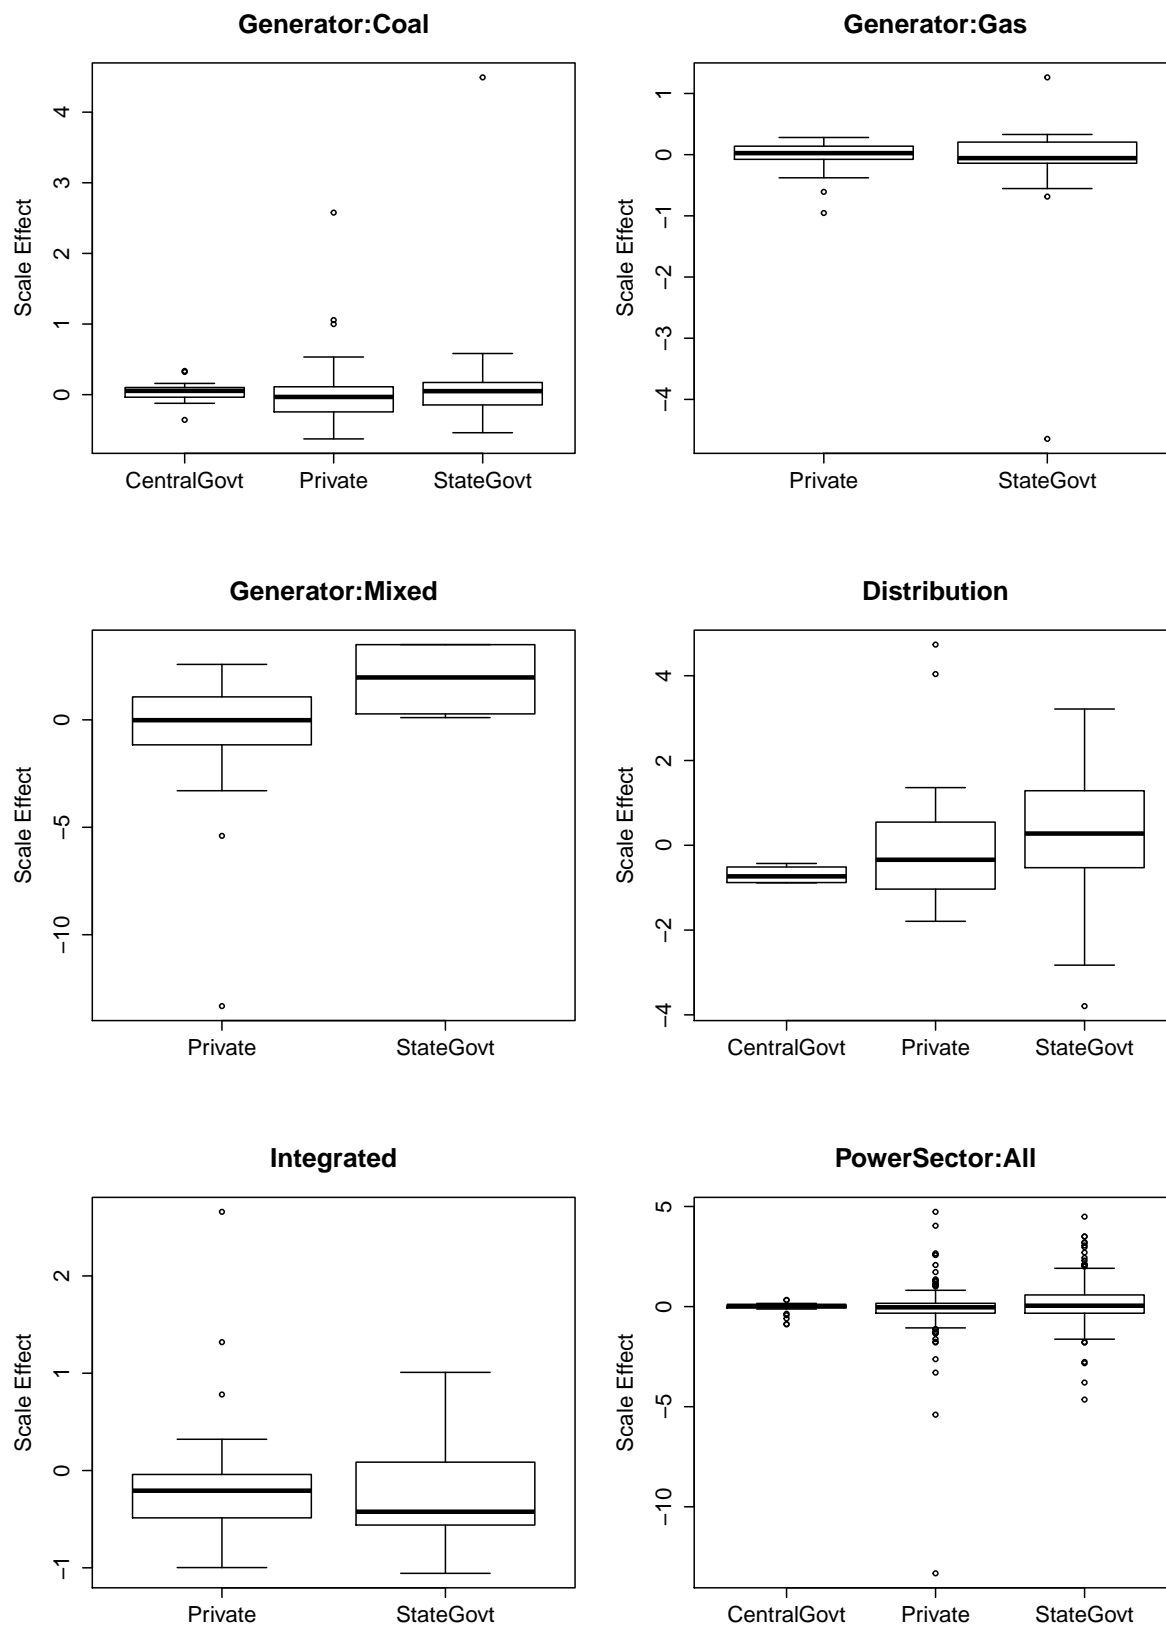 Generator:Coal
Scale Effect
4
3
2
1
0
CentralGovt Private StateGovt
Generator:Gas
Scale Effect
1
0
−1
−2
−3
−4
Private StateGovt
Generator:Mixed
Scale Effect
0
−5
−10
Private StateGovt
Distribution
Scale Effect
4
2
0
−2
−4
CentralGovt Private StateGovt
Integrated
Scale Effect
2
1
0
−1
Private StateGovt
PowerSector:All
Scale Effect
5
0
−5
−10
CentralGovt Private StateGovt